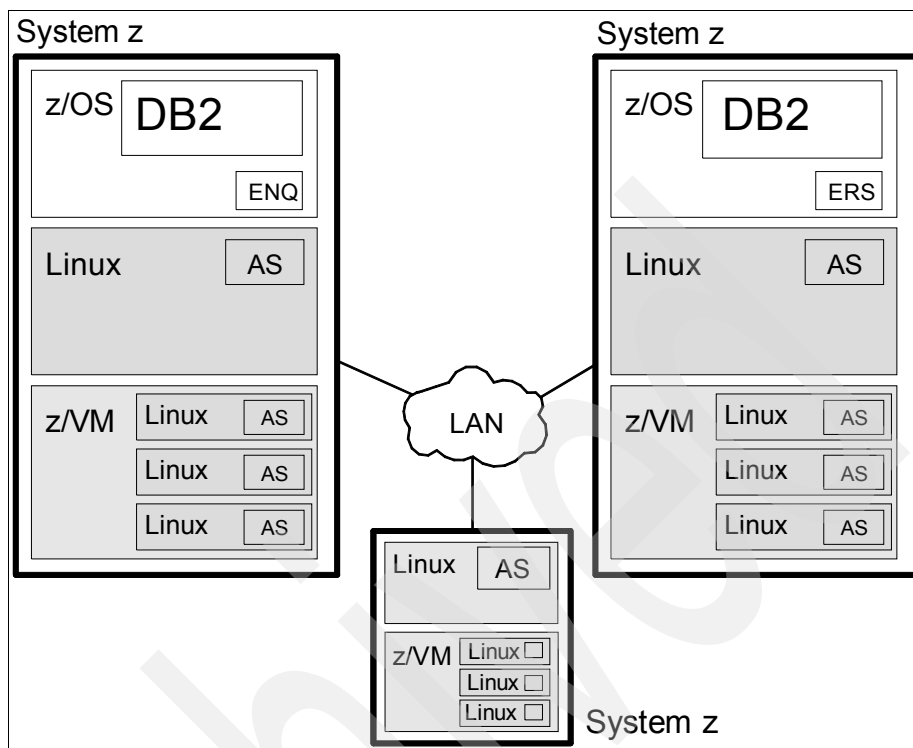 System z
z/OS
DB2
ENQ
Linux
AS
z/VM
Linux
AS
Linux
AS
Linux
AS
System z
z/OS
DB2
ERS
Linux
AS
z/VM
Linux
AS
Linux
AS
Linux
AS
LAN
Linux
AS
z/VM
Linux
Linux
Linux
System z